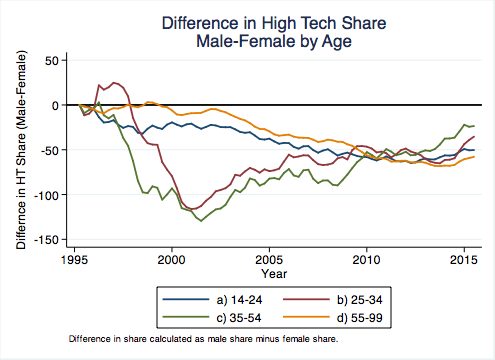 Difference in High Tech Share
Male-Female by Age
Differnce in HT Share (Male-Female)
50
0
-50
-100
-150
1995
2000
2005
2010
2015
Year
a) 14-24
b) 25-34
c) 35-54
d) 55-99
Difference in share calculated as male share minus female share.